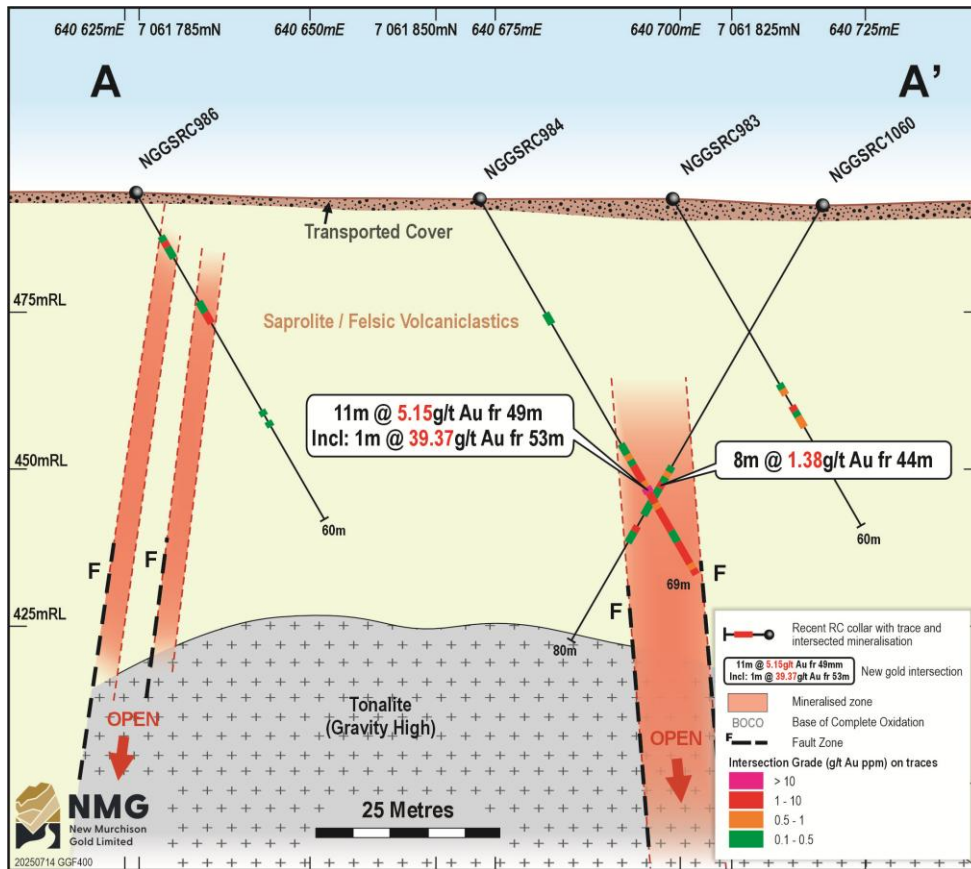 640 625mE 7 061 785mN 640 650mE 7 061 850mN 640 675mE 640 700mE 7 061 825mN 640 725mE
A
A'
NGGSRC986
NGGSRC984
NGGSRC983
NGGSRC1060
Transported Cover
475mRL
Saprolite / Felsic Volcaniclastics
11m @ 5.15g/t Au fr 49m
Incl: 1m @ 39.37g/t Au fr 53m
8m @ 1.38g/t Au fr 44m
450mRL
60m
60m
F
F
F
F
69m
425mRL
80m
Tonalite
(Gravity High)
OPEN
OPEN
25 Metres
NMG
New Murchison
Gold Limited
20250714 GGF400
Recent RC collar with trace and
intersected mineralisation
11m @ 5.15g/t Au fr 49mm
Incl: 1m @ 39.37g/t Au fr 53m
New gold intersection
Mineralised zone
BOCO Base of Complete Oxidation
F Fault Zone
Intersection Grade (g/t Au ppm) on traces
> 10
1 - 10
0.5 - 1
0.1 - 0.5